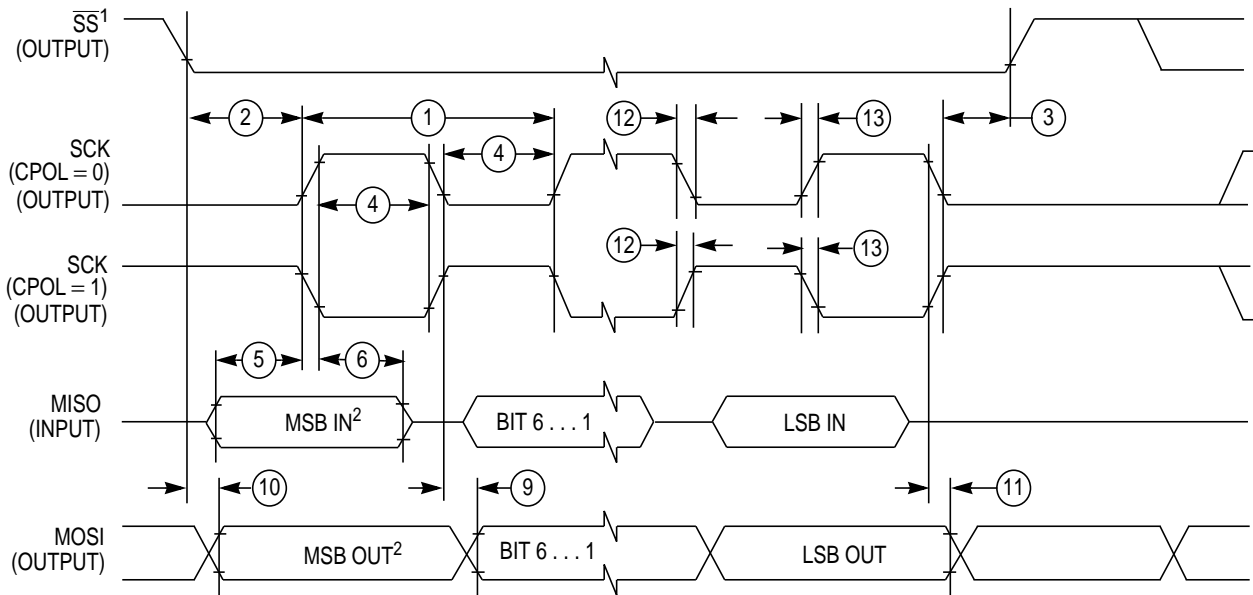 SS¹
(OUTPUT)
2
1
12
13
3
SCK
(CPOL = 0)
(OUTPUT)
4
4
12
13
SCK
(CPOL = 1)
(OUTPUT)
5
6
MISO
(INPUT)
MSB IN²
BIT 6 . . . 1
LSB IN
10
9
11
MOSI
(OUTPUT)
MSB OUT²
BIT 6 . . . 1
LSB OUT